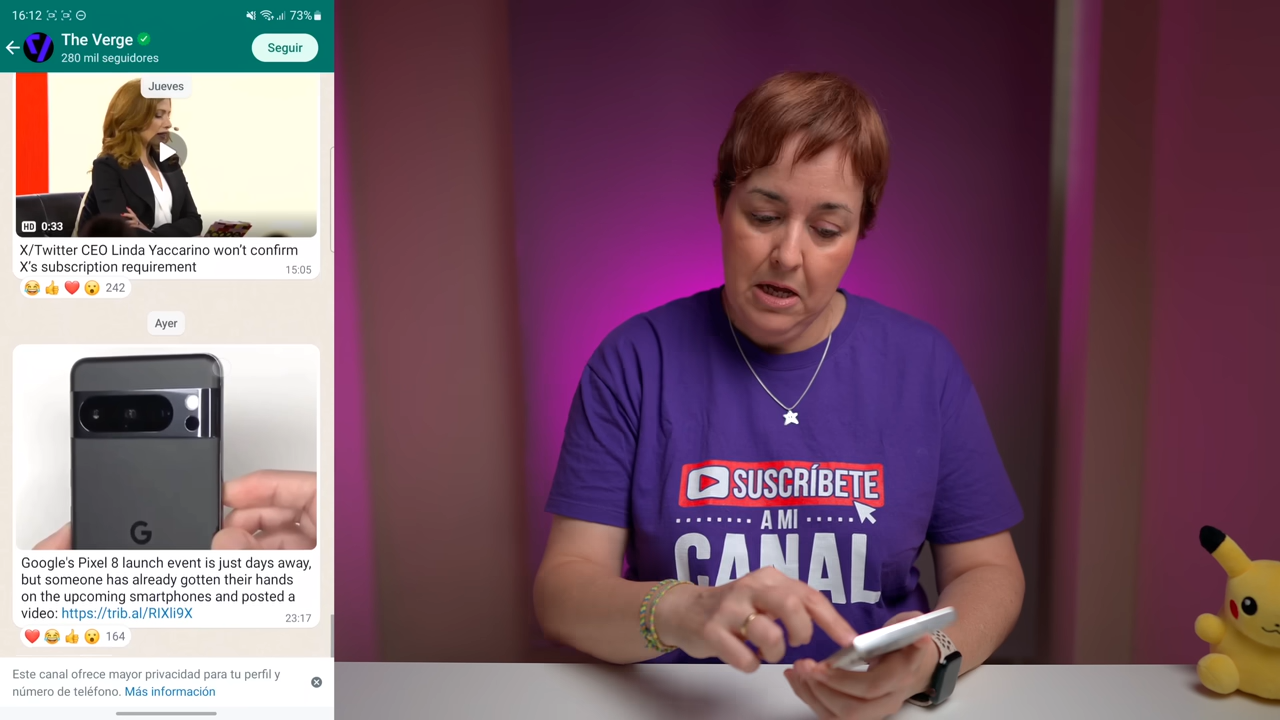 16:12
73%
The Verge
280 mil seguidores
Seguir
Jueves
HD 0:33
X/Twitter CEO Linda Yaccarino won’t confirm
X’s subscription requirement
15:05
242
Ayer
G
Google's Pixel 8 launch event is just days away,
but someone has already gotten their hands
on the upcoming smartphones and posted a
video: https://trib.al/RIXli9X
23:17
164
Este canal ofrece mayor privacidad para tu perfil y
número de teléfono. Más información
SUSCRÍBETE
A MI
CANAL